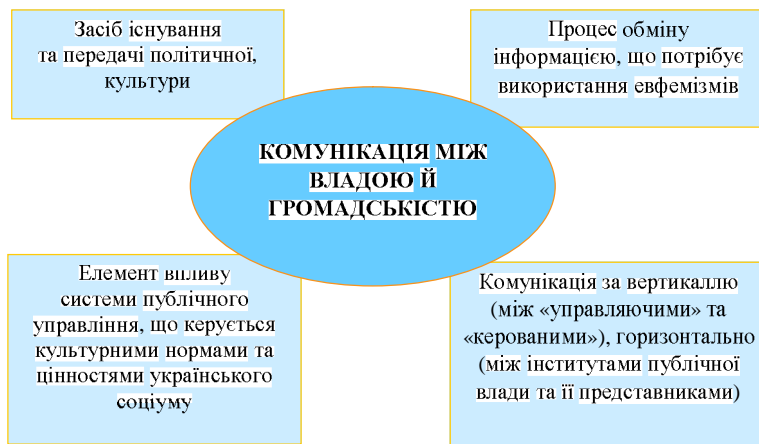 Засіб існування
та передачі політичної,
культури
Процес обміну
інформацією, що потрібує
використання евфемізмів
КОМУНІКАЦІЯ МІЖ
ВЛАДОЮ Й
ГРОМАДСЬКІСТЮ
Елемент впливу
системи публічного
управління, що керується
культурними нормами та
цінностями українського
соціуму
Комунікація за вертикаллю
(між «управляючими» та
«керованими»), горизонтально
(між інститутами публічної
влади та її представниками)